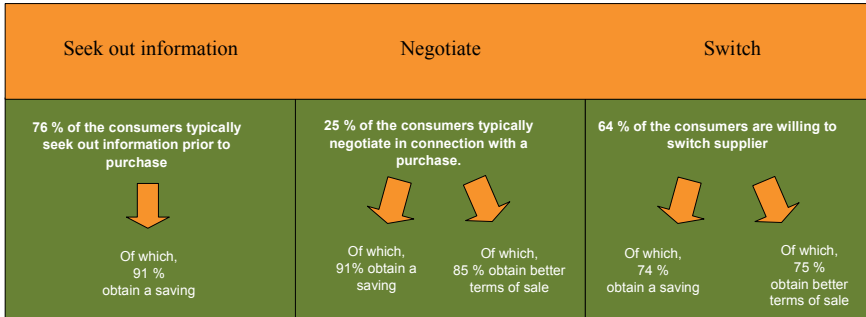 Seek out information
Negotiate
Switch
76 % of the consumers typically
seek out information prior to
purchase
Of which,
91 %
obtain a saving
25 % of the consumers typically
negotiate in connection with a
purchase.
Of which,
91% obtain a
saving
Of which,
85 % obtain better
terms of sale
64 % of the consumers are willing to
switch supplier
Of which,
74 %
obtain a saving
Of which,
75 %
obtain better
terms of sale